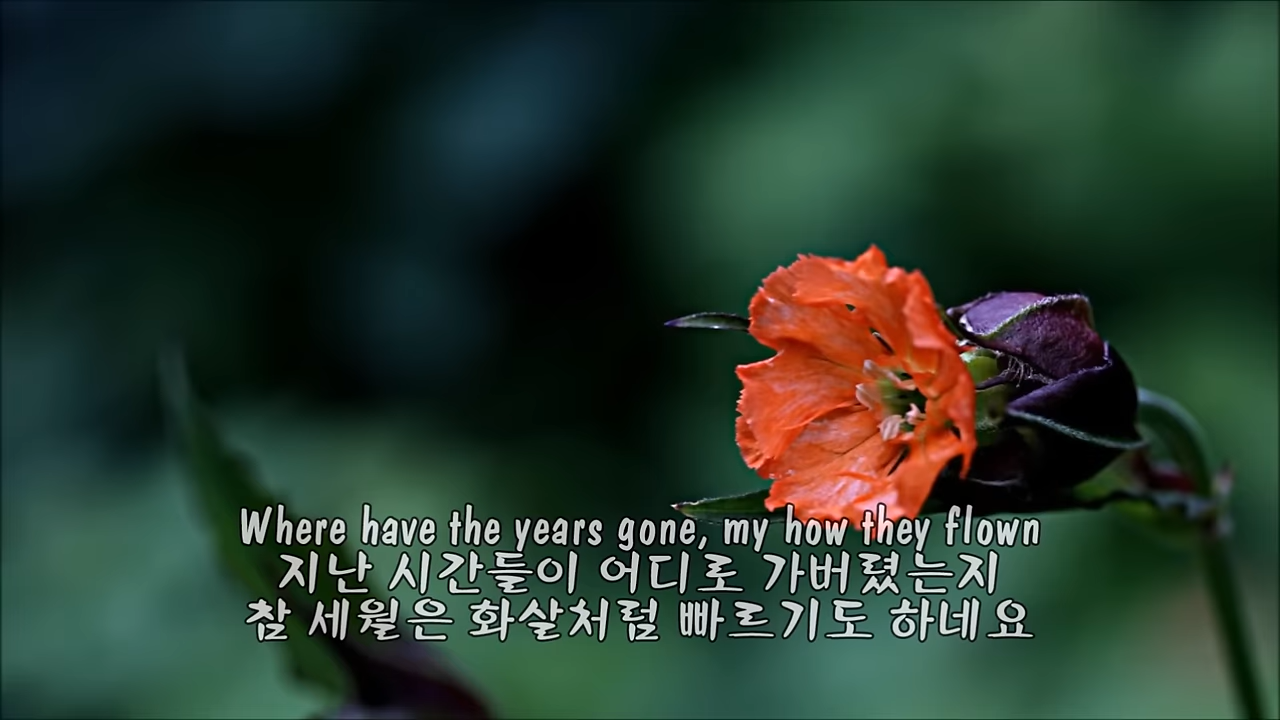 Where have the years gone, my how they flown
지난 시간들이 어디로 가버렸는지
참 세월은 화살처럼 빠르기도 하네요